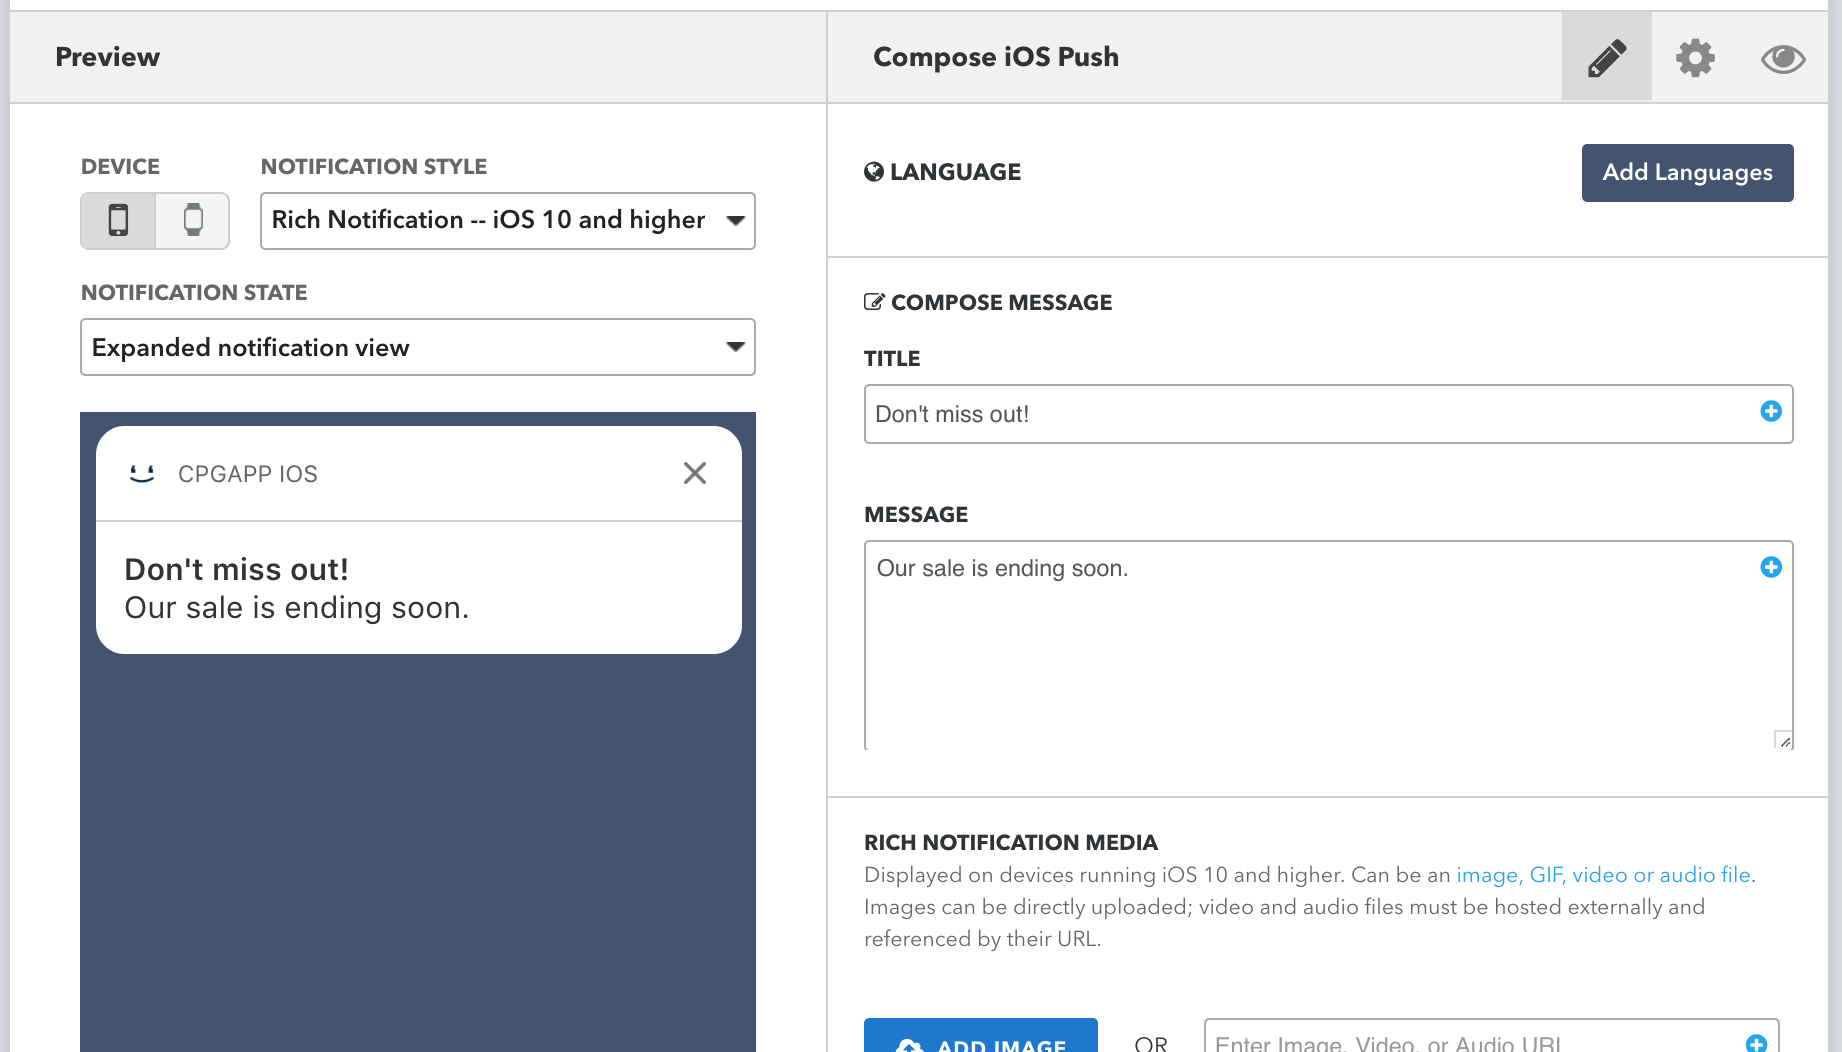 Preview
Compose iOS Push
DEVICE
NOTIFICATION STYLE
Rich Notification -- iOS 10 and higher
NOTIFICATION STATE
Expanded notification view
CPGAPP IOS
Don't miss out!
Our sale is ending soon.
LANGUAGE
Add Languages
COMPOSE MESSAGE
TITLE
Don't miss out!
MESSAGE
Our sale is ending soon.
RICH NOTIFICATION MEDIA
Displayed on devices running iOS 10 and higher. Can be an image, GIF, video or audio file.
Images can be directly uploaded; video and audio files must be hosted externally and
referenced by their URL.
ADD IMAGE
OR
Enter Image, Video, or Audio URL